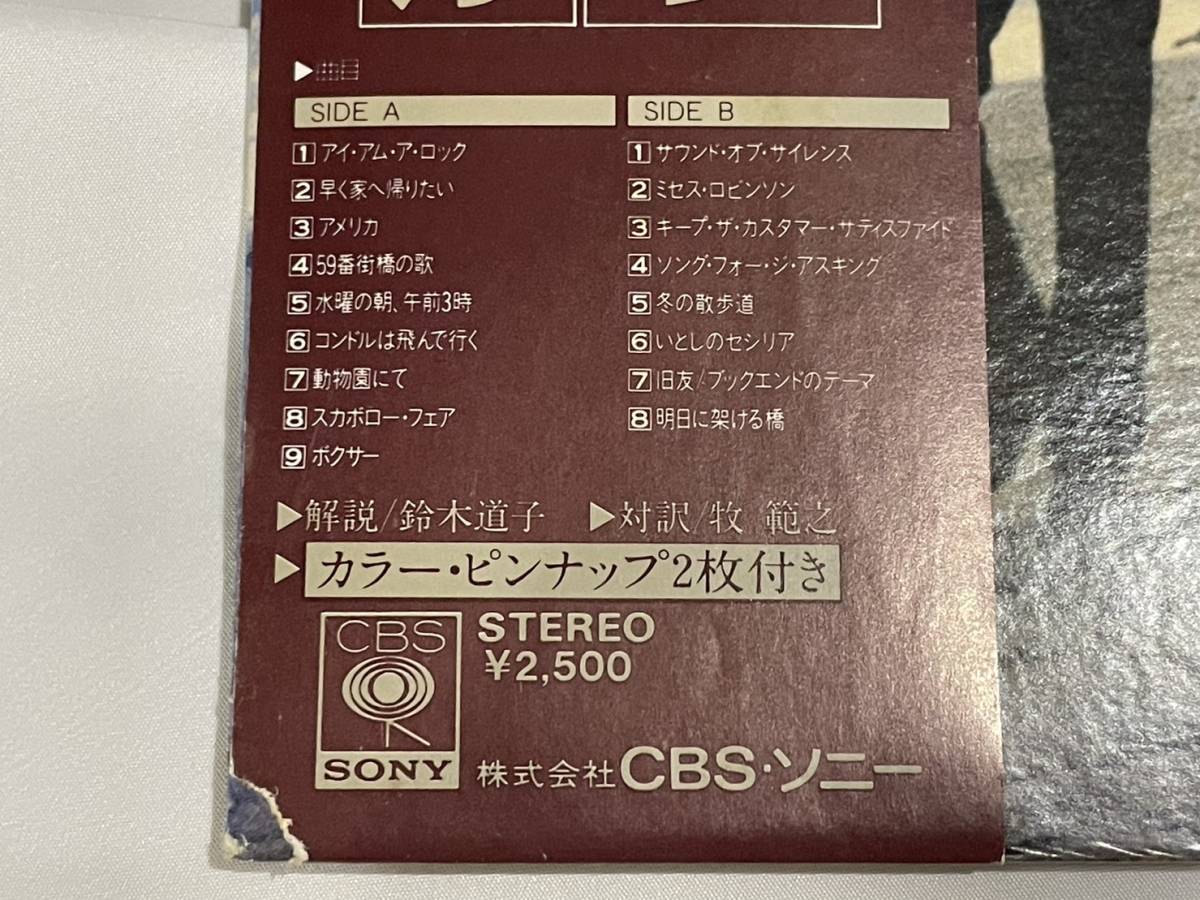 ▶曲目
SIDE A
1 アイ・アム・ア・ロック
2 早く家へ帰りたい
3 アメリカ
4 59番街橋の歌
5 水曜の朝、午前3時
6 コンドルは飛んで行く
7 動物園にて
8 スカボロー・フェア
9 ボクサー
SIDE B
1 サウンド・オブ・サイレンス
2 ミセス・ロビンソン
3 キープ・ザ・カスタマー・サティスファイド
4 ソング・フォー・ジ・アスキング
5 冬の散歩道
6 いとしのセシリア
7 旧友/ブックエンドのテーマ
8 明日に架ける橋
▶解説/鈴木道子 ▶対訳/牧 範之
▶カラー・ピンナップ2枚付き
CBS
SONY
STEREO
¥2,500
株式会社CBS・ソニー